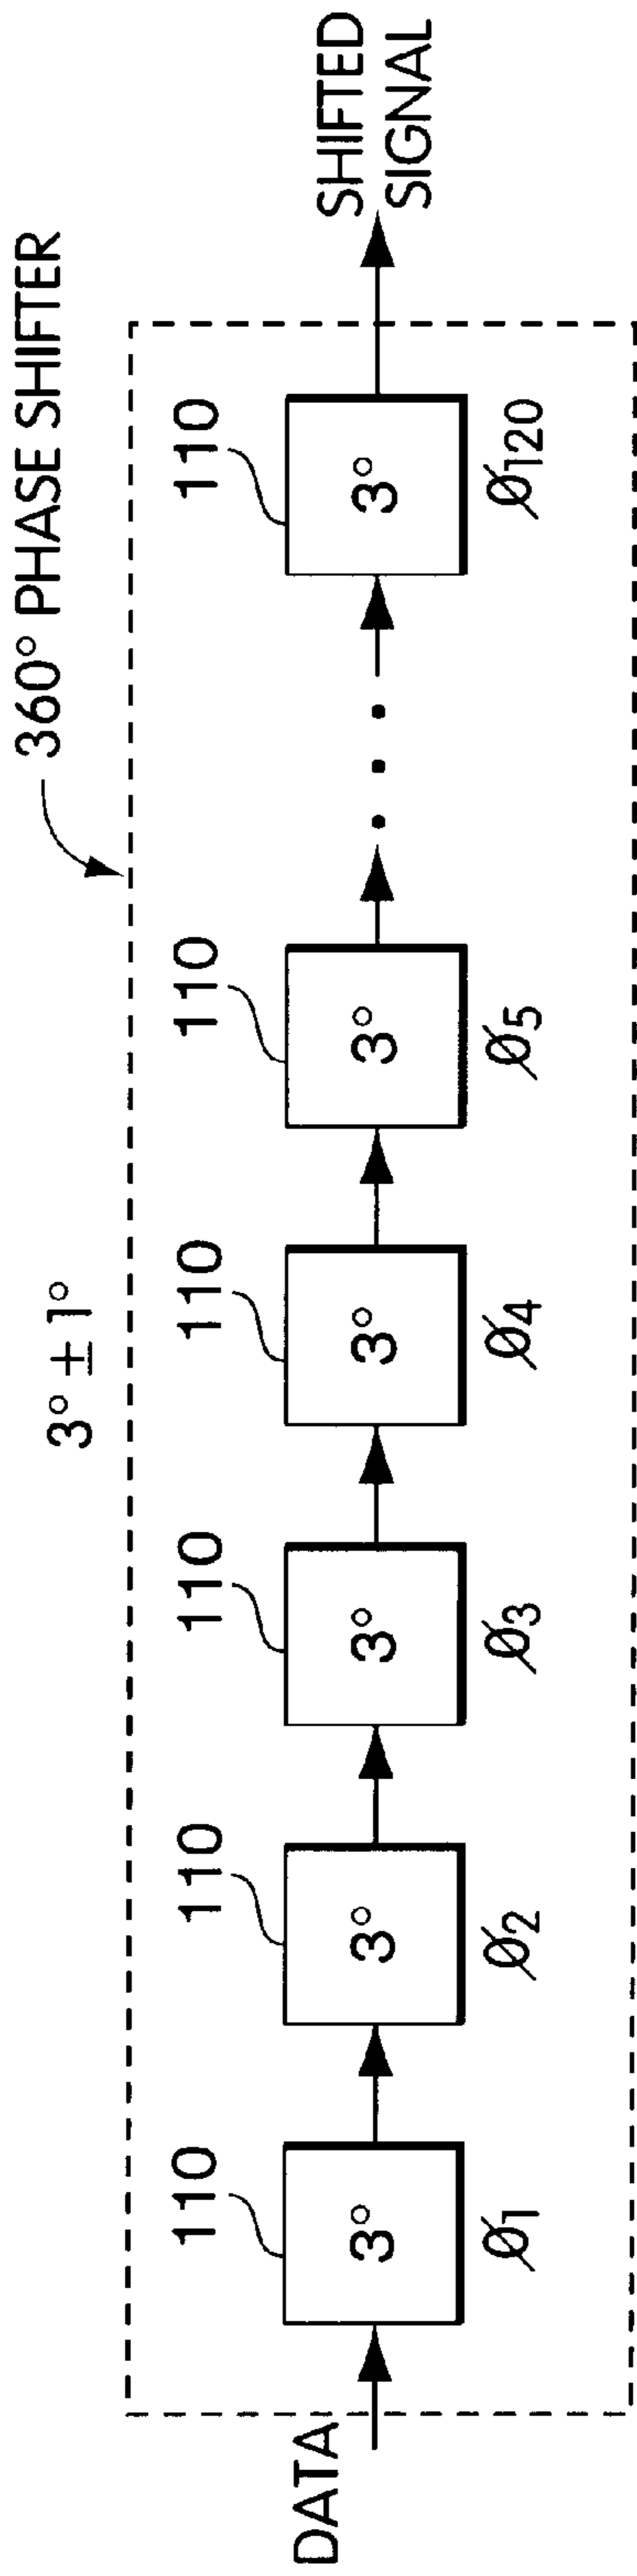 360° PHASE SHIFTER
3° ± 1°
110 110 110 110 110 110
DATA 3° 3° 3° 3° 3° 3° SHIFTED
SIGNAL
Ø1 Ø2 Ø3 Ø4 Ø5 Ø120